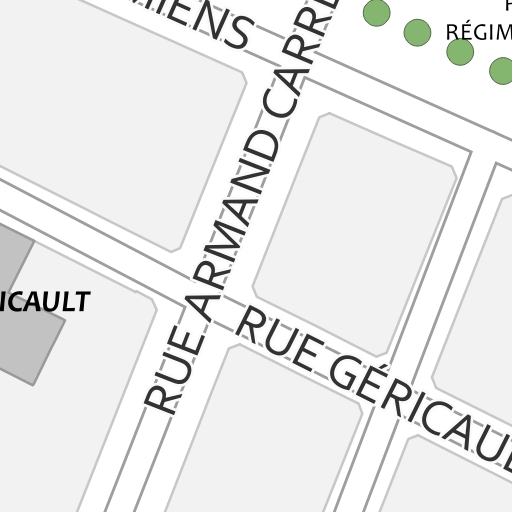 MIENS
RÉGIM
RUE ARMAND CARRE
ICAULT
RUE GÉRICAUL